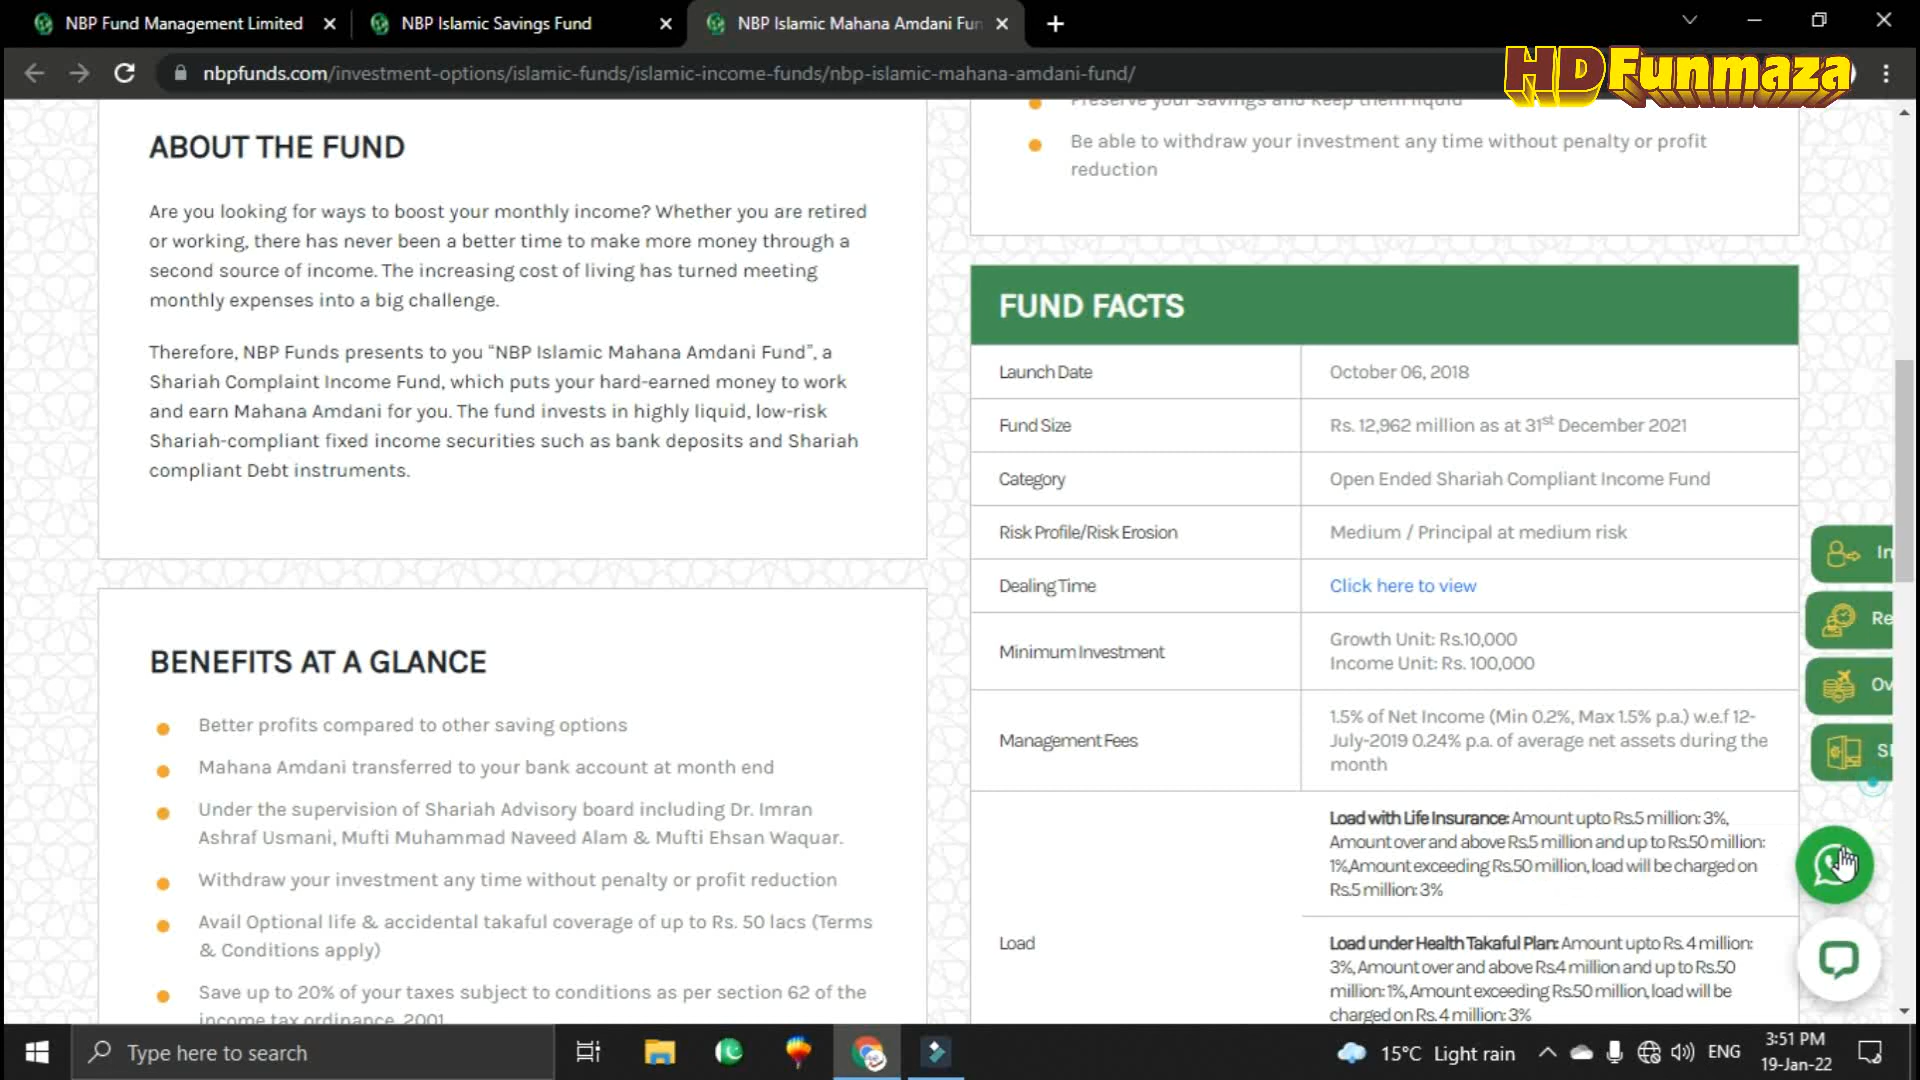 NBP Fund Management Limited
NBP Islamic Savings Fund
NBP Islamic Mahana Amdani Fun
nbpfunds.com/investment-options/islamic-funds/islamic-income-funds/nbp-islamic-mahana-amdani-fund/
HDFunmaza
ABOUT THE FUND
Are you looking for ways to boost your monthly income? Whether you are retired
or working, there has never been a better time to make more money through a
second source of income. The increasing cost of living has turned meeting
monthly expenses into a big challenge.
Therefore, NBP Funds presents to you “NBP Islamic Mahana Amdani Fund”, a
Shariah Complaint Income Fund, which puts your hard-earned money to work
and earn Mahana Amdani for you. The fund invests in highly liquid, low-risk
Shariah-compliant fixed income securities such as bank deposits and Shariah
compliant Debt instruments.
BENEFITS AT A GLANCE
Better profits compared to other saving options
Mahana Amdani transferred to your bank account at month end
Under the supervision of Shariah Advisory board including Dr. Imran
Ashraf Usmani, Mufti Muhammad Naveed Alam & Mufti Ehsan Waquar.
Withdraw your investment any time without penalty or profit reduction
Avail Optional life & accidental takaful coverage of up to Rs. 50 lacs (Terms
& Conditions apply)
Save up to 20% of your taxes subject to conditions as per section 62 of the
income tax ordinance, 2001
Preserve your savings and keep them liquid
Be able to withdraw your investment any time without penalty or profit
reduction
FUND FACTS
Launch Date October 06, 2018
Fund Size Rs. 12,962 million as at 31st December 2021
Category Open Ended Shariah Compliant Income Fund
Risk Profile/Risk Erosion Medium / Principal at medium risk
Dealing Time Click here to view
Minimum Investment Growth Unit: Rs.10,000
Income Unit: Rs. 100,000
Management Fees 1.5% of Net Income (Min 0.2%, Max 1.5% p.a.) w.e.f 12-
July-2019 0.24% p.a. of average net assets during the
month
Load
Load with Life Insurance: Amount upto Rs.5 million: 3%,
Amount over and above Rs.5 million and up to Rs.50 million:
1%,Amount exceeding Rs.50 million, load will be charged on
Rs.5 million: 3%
Load under Health Takaful Plan: Amount upto Rs. 4 million:
3%, Amount over and above Rs.4 million and up to Rs.50
million: 1%, Amount exceeding Rs.50 million, load will be
charged on Rs. 4 million: 3%
In
Re
Ov
Type here to search
15°C Light rain
ENG
3:51 PM
19-Jan-22